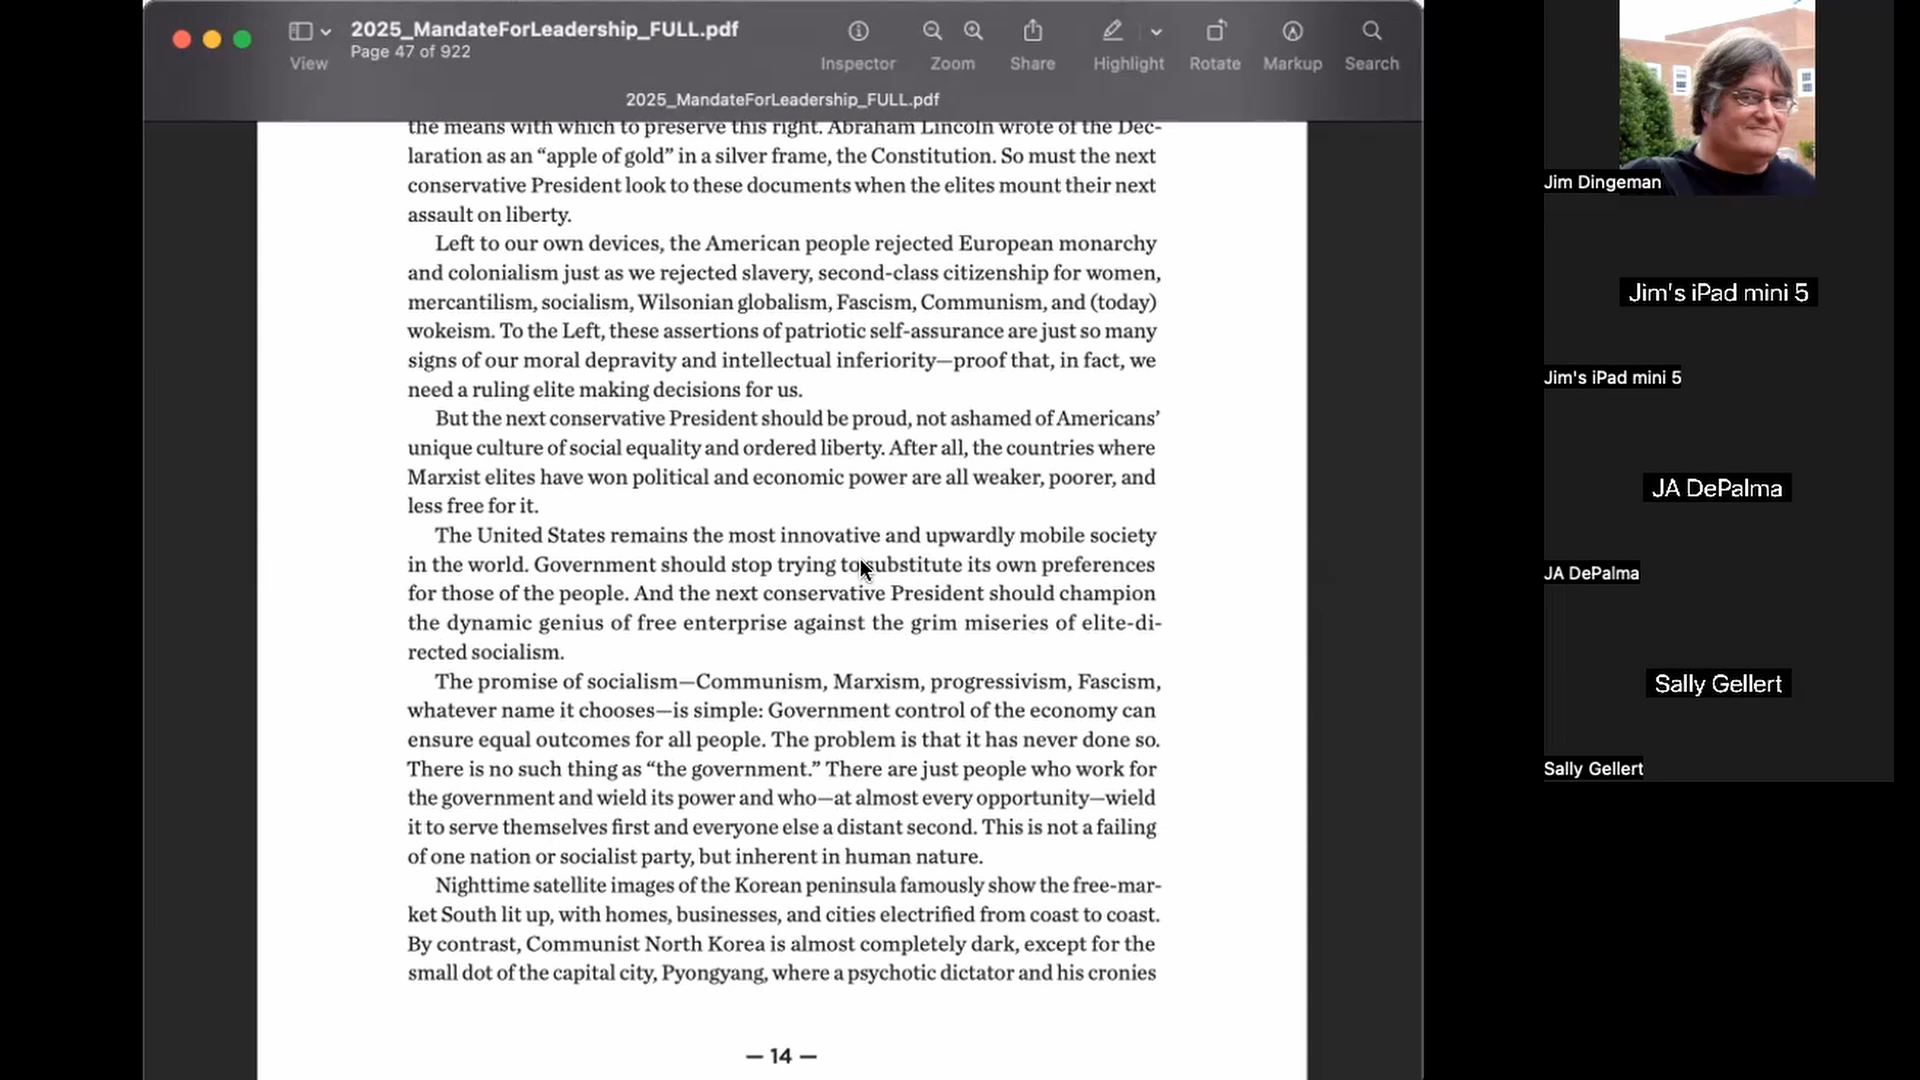 2025_MandateForLeadership_FULL.pdf
Page 47 of 922
View
Inspector
Zoom
Share
Highlight
Rotate
Markup
Search
2025_MandateForLeadership_FULL.pdf
the means with which to preserve this right. Abraham Lincoln wrote of the Dec-
laration as an “apple of gold” in a silver frame, the Constitution. So must the next
conservative President look to these documents when the elites mount their next
assault on liberty.
Left to our own devices, the American people rejected European monarchy
and colonialism just as we rejected slavery, second-class citizenship for women,
mercantilism, socialism, Wilsonian globalism, Fascism, Communism, and (today)
wokeism. To the Left, these assertions of patriotic self-assurance are just so many
signs of our moral depravity and intellectual inferiority—proof that, in fact, we
need a ruling elite making decisions for us.
But the next conservative President should be proud, not ashamed of Americans’
unique culture of social equality and ordered liberty. After all, the countries where
Marxist elites have won political and economic power are all weaker, poorer, and
less free for it.
The United States remains the most innovative and upwardly mobile society
in the world. Government should stop trying to substitute its own preferences
for those of the people. And the next conservative President should champion
the dynamic genius of free enterprise against the grim miseries of elite-di-
rected socialism.
The promise of socialism—Communism, Marxism, progressivism, Fascism,
whatever name it chooses—is simple: Government control of the economy can
ensure equal outcomes for all people. The problem is that it has never done so.
There is no such thing as “the government.” There are just people who work for
the government and wield its power and who—at almost every opportunity—wield
it to serve themselves first and everyone else a distant second. This is not a failing
of one nation or socialist party, but inherent in human nature.
Nighttime satellite images of the Korean peninsula famously show the free-mar-
ket South lit up, with homes, businesses, and cities electrified from coast to coast.
By contrast, Communist North Korea is almost completely dark, except for the
small dot of the capital city, Pyongyang, where a psychotic dictator and his cronies
— 14 —
Jim Dingeman
Jim's iPad mini 5
Jim's iPad mini 5
JA DePalma
JA DePalma
Sally Gellert
Sally Gellert